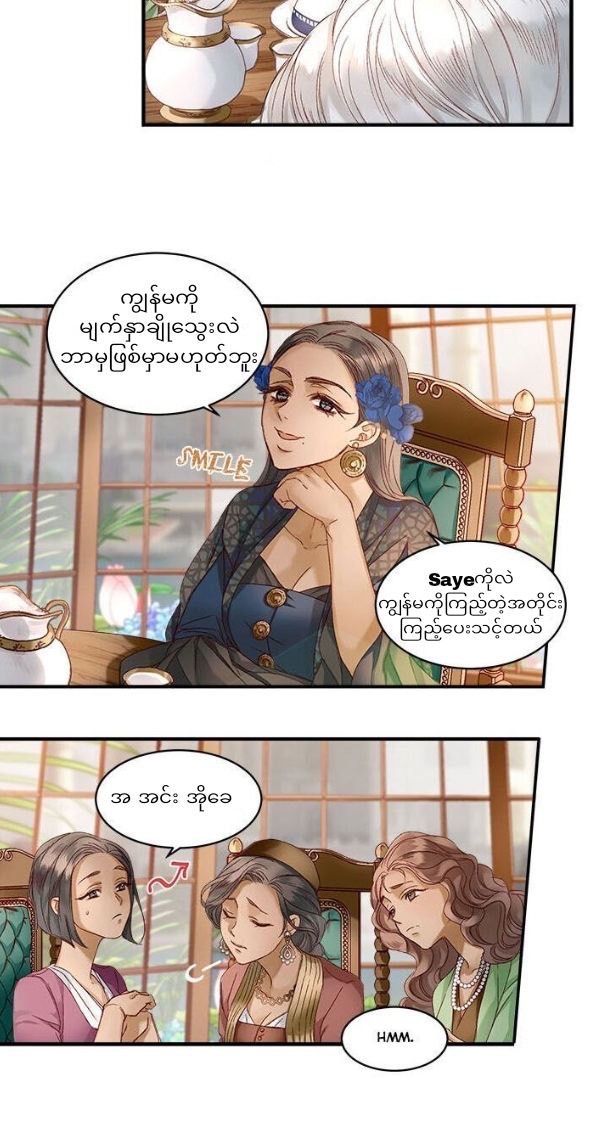 ကျွန်မကို
မျက်နှာချိုသွေးလဲ
ဘာမှဖြစ်မှာမဟုတ်ဘူး
SMILE
Sayeကိုလဲ
ကျွန်မကိုကြည့်တဲ့အတိုင်း
ကြည့်ပေးသင့်တယ်
အ အင်း အိုခေ
HMM.